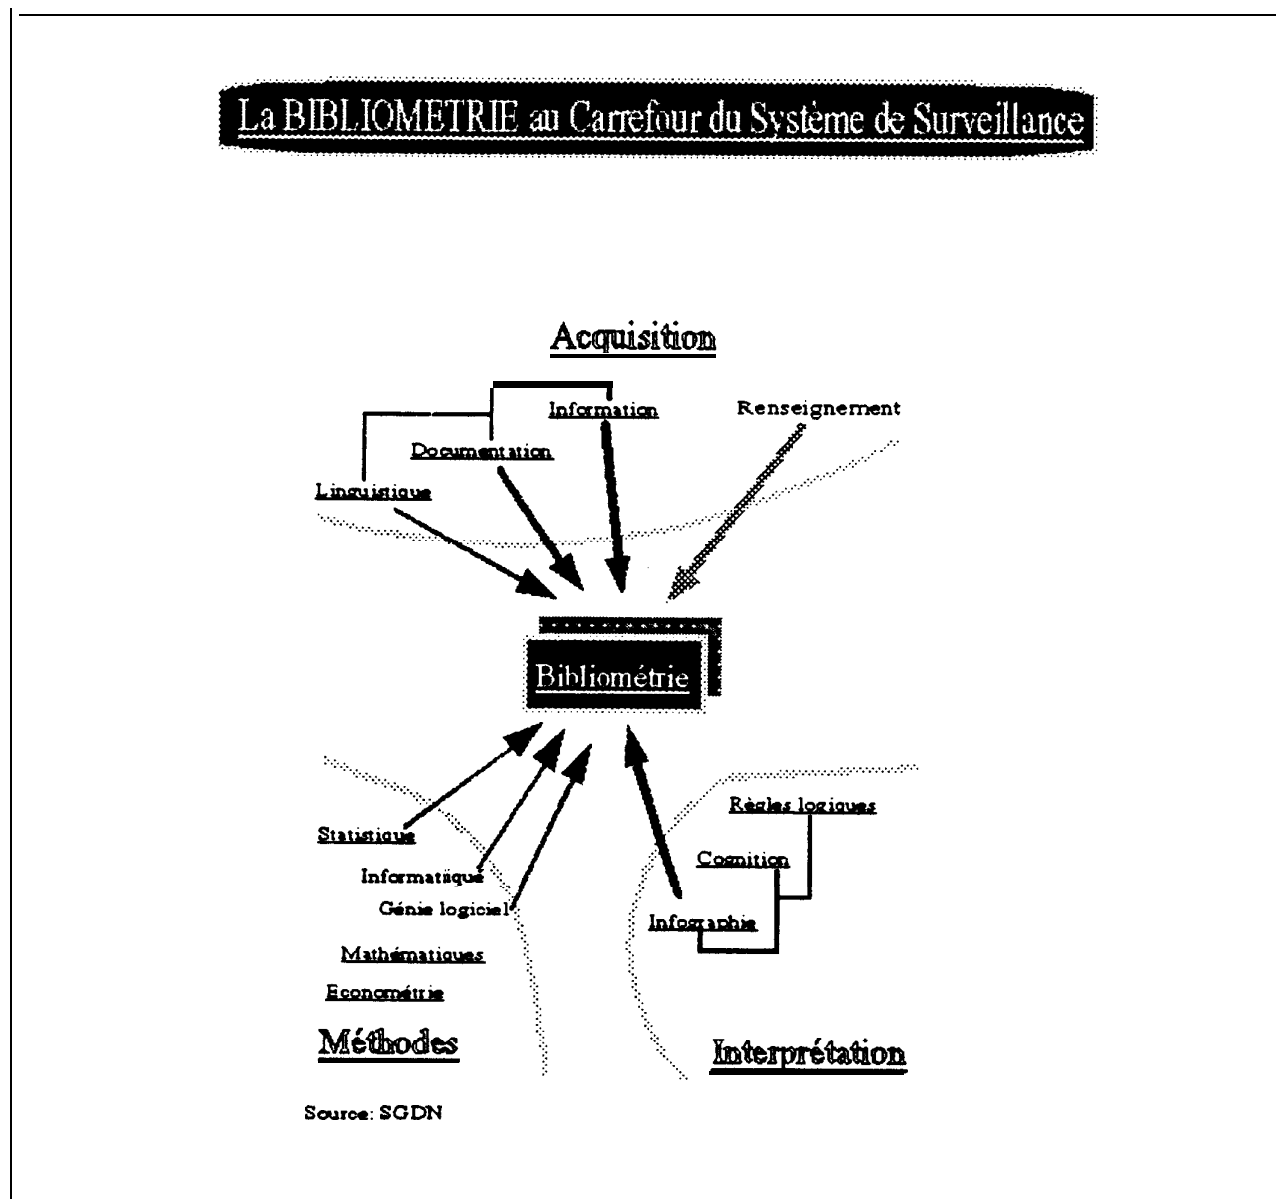 La BIBLIOMETRIE au Carrefour du Système de Surveillance
Acquisition
Information
Renseignement
Documentation
Linguistique
Bibliométrie
Règles logiques
Statistique
Cognition
Informatique
Génie logiciel
Infographie
Mathématiques
Econométrie
Méthodes
Interprétation
Source: SGDN